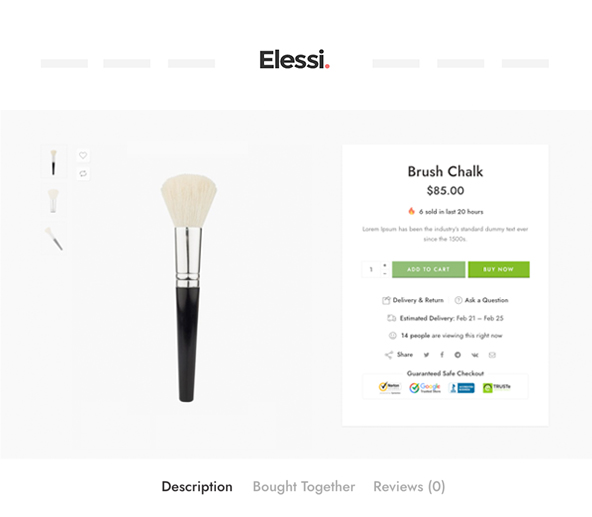 Elessi.
Brush Chalk
$85.00
6 sold in last 20 hours
Lorem Ipsum has been the industry's standard dummy text ever
since the 1500s.
ADD TO CART
BUY NOW
Delivery & Return
Ask a Question
Estimated Delivery: Feb 21 – Feb 25
14 people are viewing this right now
Share
Guaranteed Safe Checkout
Norton
Google
Trusted Store
TRUSTe
Description
Bought Together
Reviews (0)